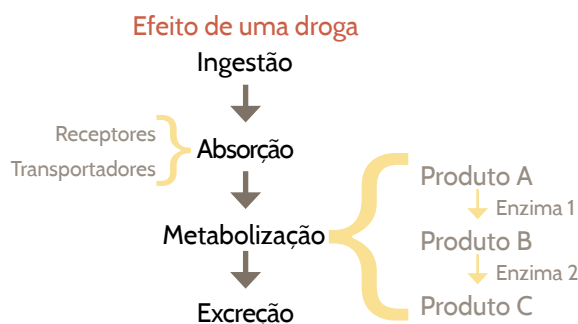 Efeito de uma droga
Ingestão
Receptores
Transportadores
Absorção
Metabolização
Excreção
Produto A
Enzima 1
Produto B
Enzima 2
Produto C